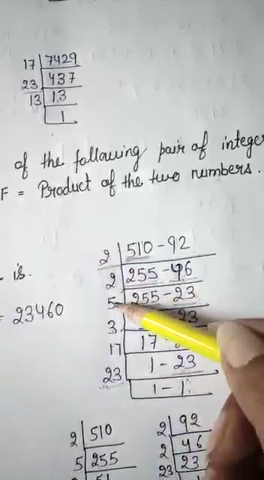 17 | 7429
23 | 437
13 | 13
1
of the following pair of integer
F = Product of the two numbers.
is.
= 23460
2 | 510 - 92
2 | 255 - 46
5 | 255 - 23
3 | 23
17 | 17 -
23 | 1 - 23
1 - 1
2 | 510
5 | 255
51
2 | 92
2 | 46
23 | 23